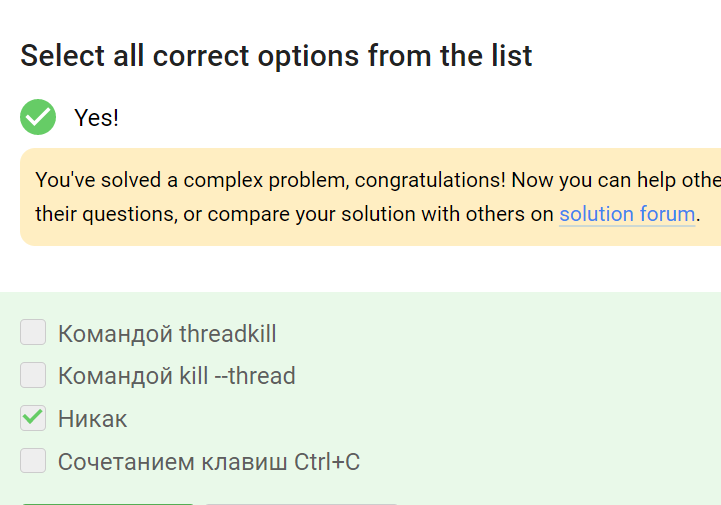 Select all correct options from the list
Yes!
You've solved a complex problem, congratulations! Now you can help othe
their questions, or compare your solution with others on solution forum.
Командой threadkill
Командой kill --thread
Никак
Сочетанием клавиш Ctrl+C